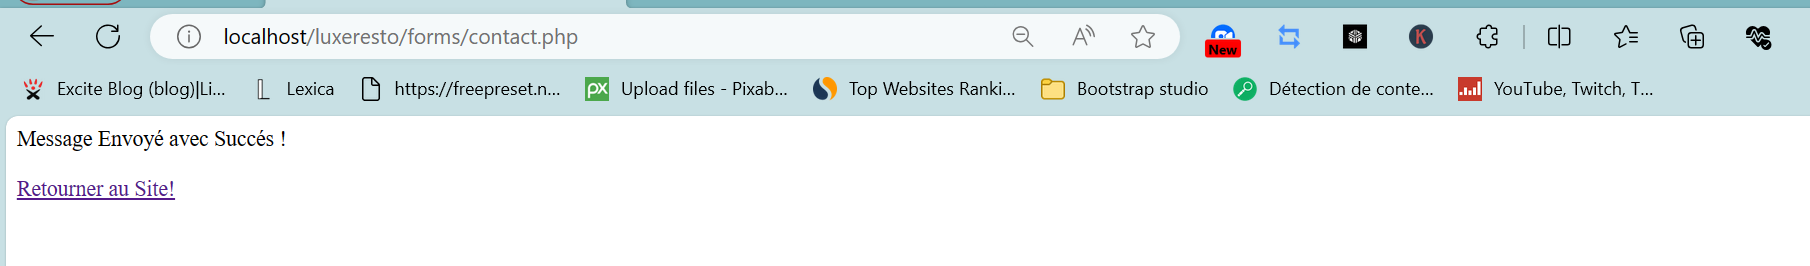 localhost/luxeresto/forms/contact.php
A
New
K
Excite Blog (blog)|Li... Lexica https://freepreset.n... px Upload files - Pixab... Top Websites Ranki... Bootstrap studio Détection de conte... YouTube, Twitch, T...
Message Envoyé avec Succés !
Retourner au Site!